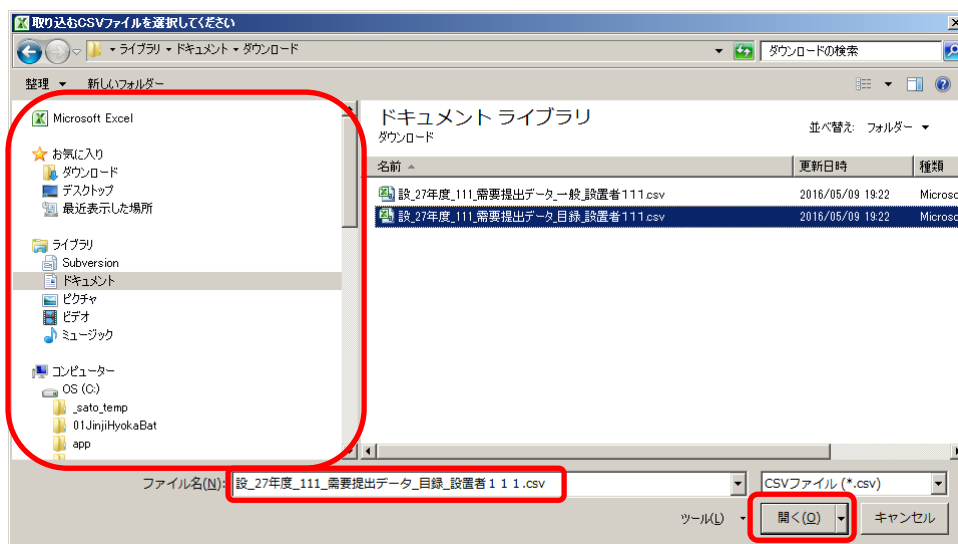 取り込むCSVファイルを選択してください
ライブラリ ドキュメント ダウンロード
ダウンロードの検索
整理 新しいフォルダー
Microsoft Excel
お気に入り
ダウンロード
デスクトップ
最近表示した場所
ライブラリ
Subversion
ドキュメント
ピクチャ
ビデオ
ミュージック
コンピューター
OS (C:)
_sato_temp
01JinjiHyokaBat
app
ドキュメント ライブラリ
ダウンロード
並べ替え: フォルダー
名前 更新日時 種類
設_27年度_111_需要提出データ_一般_設置者111.csv 2016/05/09 19:22 Microso
設_27年度_111_需要提出データ_目録_設置者111.csv 2016/05/09 19:22 Microso
ファイル名(N): 設_27年度_111_需要提出データ_目録_設置者１１１.csv CSVファイル (*.csv)
ツール(L) 開く(O) キャンセル